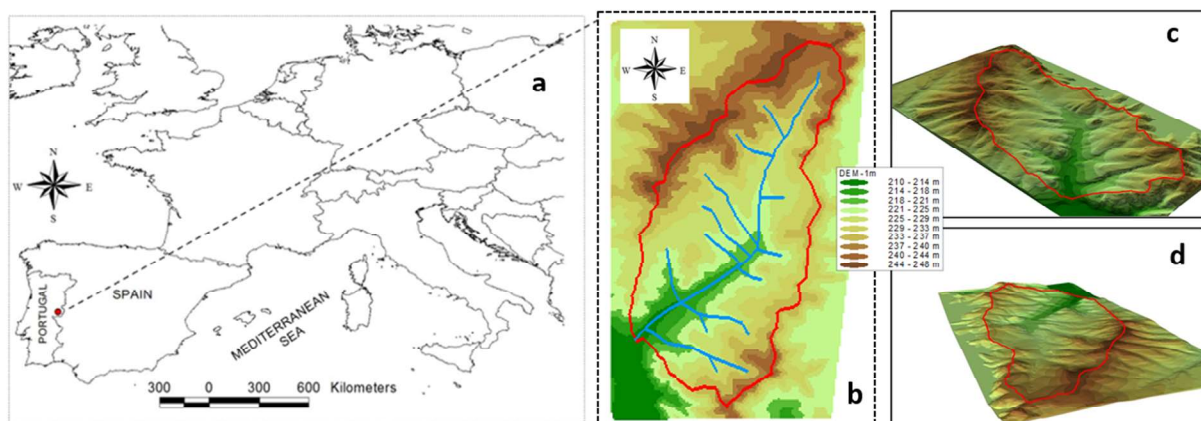 a
N
W E
S
PORTUGAL
SPAIN
MEDITERRANEAN
SEA
300 0 300 600 Kilometers
N
W E
S
b
DEM - 1m
210 - 214 m
214 - 218 m
218 - 221 m
221 - 225 m
225 - 229 m
229 - 233 m
233 - 237 m
237 - 240 m
240 - 244 m
244 - 248 m
c
d